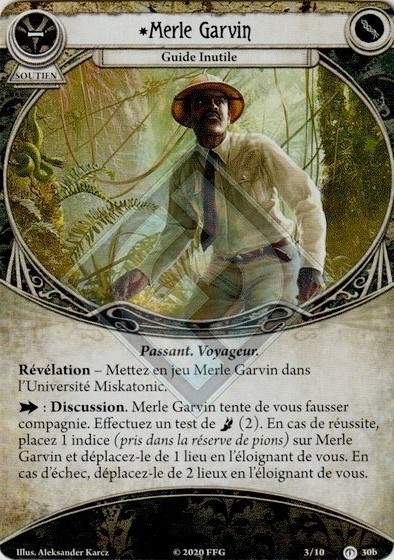 *Merle Garvin
Guide Inutile
SOUTIEN
Passant. Voyageur.
Révélation – Mettez en jeu Merle Garvin dans
l'Université Miskatonic.
: Discussion. Merle Garvin tente de vous fausser
compagnie. Effectuez un test de (2). En cas de réussite,
placez 1 indice (pris dans la réserve de pions) sur Merle
Garvin et déplacez-le de 1 lieu en l'éloignant de vous. En
cas d'échec, déplacez-le de 2 lieux en l'éloignant de vous.
Illus. Aleksander Karcz © 2020 FFG 3/10 30b